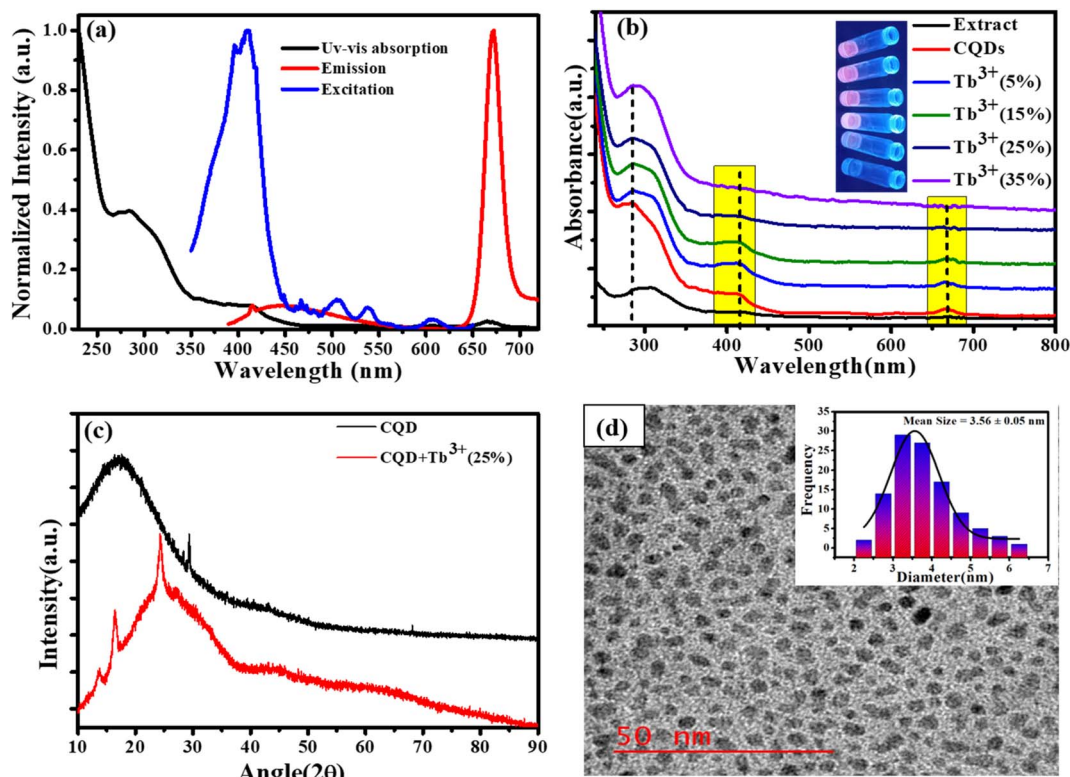 (a)
Uv-vis absorption
Emission
Excitation
Normalized Intensity (a.u.)
1.0
0.8
0.6
0.4
0.2
0.0
250 300 350 400 450 500 550 600 650 700
Wavelength (nm)
(b)
Extract
CQDs
Tb3+(5%)
Tb3+(15%)
Tb3+(25%)
Tb3+(35%)
Absorbance(a.u.)
300 400 500 600 700 800
Wavelength(nm)
(c)
CQD
CQD+Tb3+(25%)
Intensity(a.u.)
10 20 30 40 50 60 70 80 90
Angle(2θ)
(d)
Mean Size = 3.56 ± 0.05 nm
Frequency
35
30
25
20
15
10
5
0
1 2 3 4 5 6 7
Diameter(nm)
50 nm